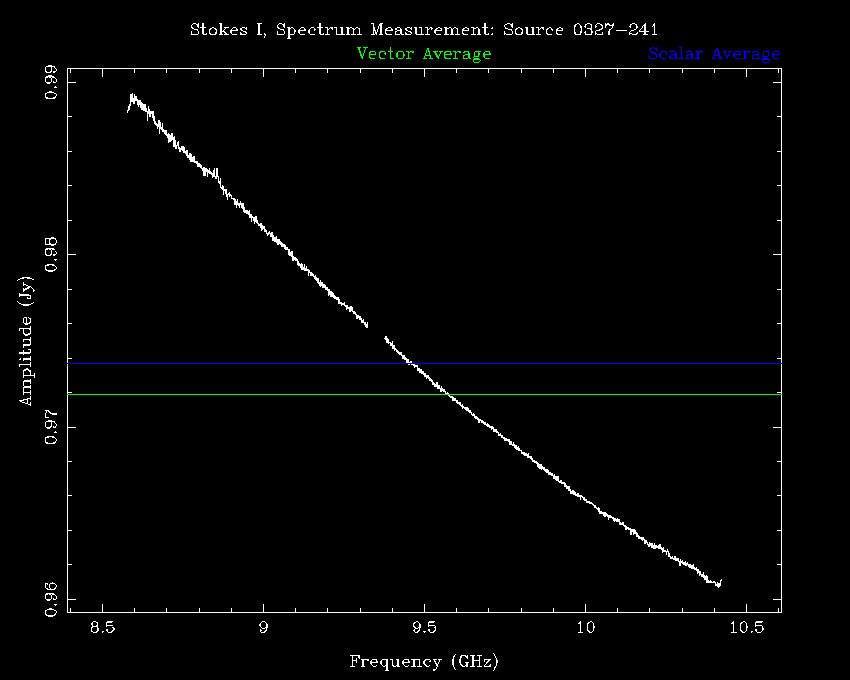 Stokes I, Spectrum Measurement: Source 0327-241
Vector Average Scalar Average
0.99
0.98
0.97
0.96
Amplitude (Jy)
8.5 9 9.5 10 10.5
Frequency (GHz)